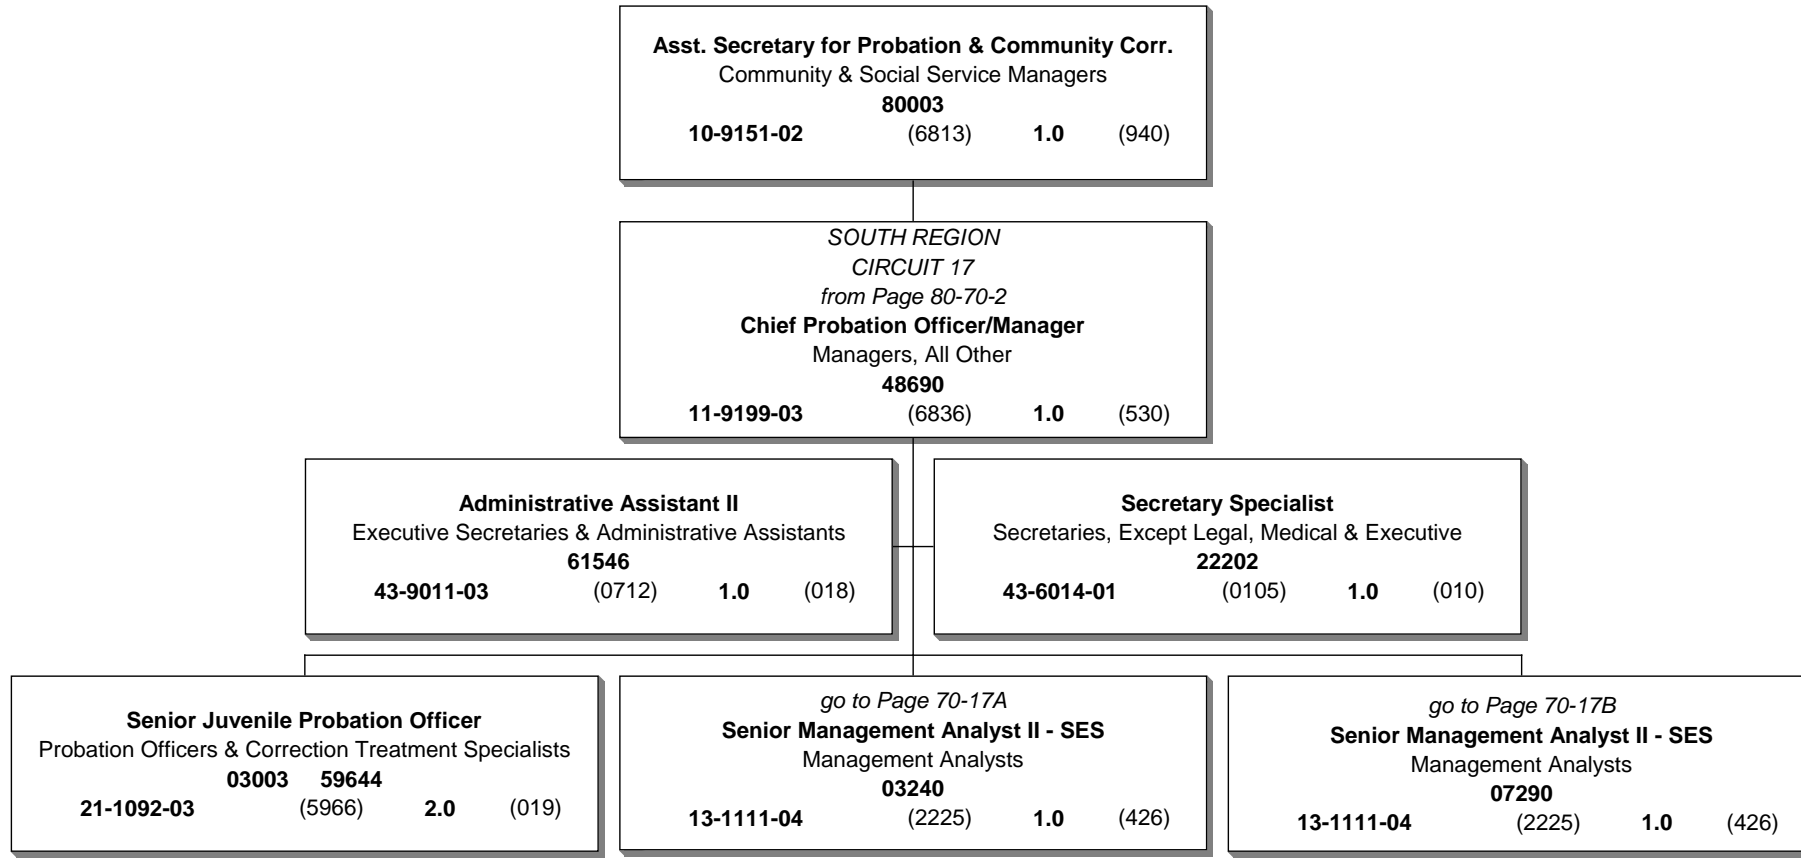 Asst. Secretary for Probation & Community Corr.
Community & Social Service Managers
80003
10-9151-02 (6813) 1.0 (940)
SOUTH REGION
CIRCUIT 17
from Page 80-70-2
Chief Probation Officer/Manager
Managers, All Other
48690
11-9199-03 (6836) 1.0 (530)
Administrative Assistant II
Executive Secretaries & Administrative Assistants
61546
43-9011-03 (0712) 1.0 (018)
Secretary Specialist
Secretaries, Except Legal, Medical & Executive
22202
43-6014-01 (0105) 1.0 (010)
Senior Juvenile Probation Officer
Probation Officers & Correction Treatment Specialists
03003 59644
21-1092-03 (5966) 2.0 (019)
go to Page 70-17A
Senior Management Analyst II - SES
Management Analysts
03240
13-1111-04 (2225) 1.0 (426)
go to Page 70-17B
Senior Management Analyst II - SES
Management Analysts
07290
13-1111-04 (2225) 1.0 (426)